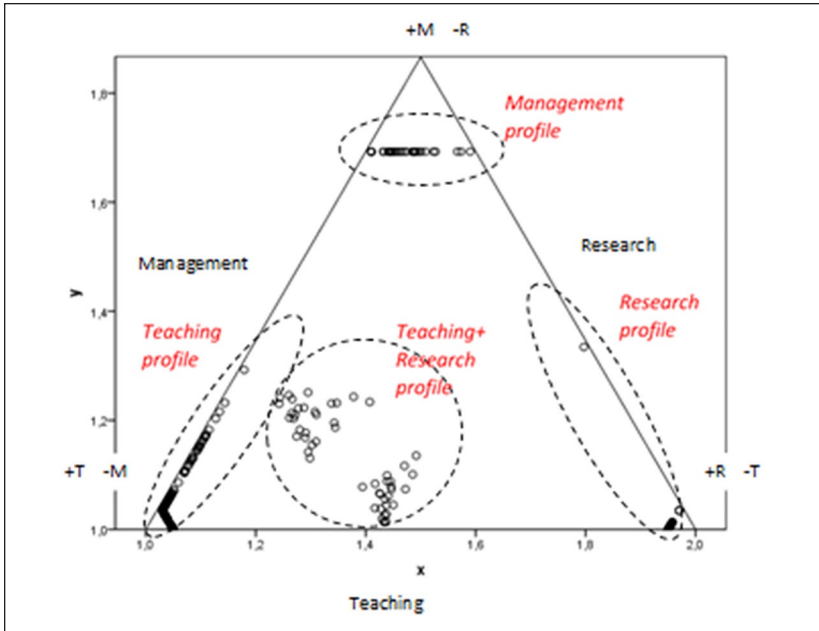 +M -R
1,8
Management
profile
1,6
Research
Management
y
1,4
Teaching
profile
Teaching+
Research
profile
Research
profile
1,2
+T -M
+R -T
1,0
1,0 1,2 1,4 1,6 1,8 2,0
x
Teaching